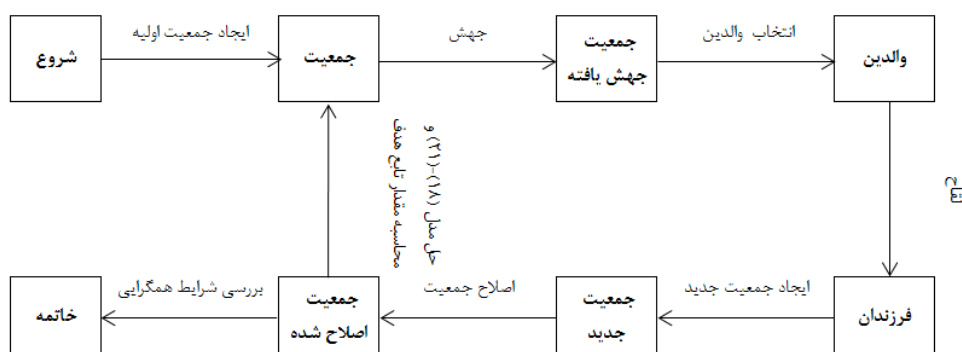 شروع
ایجاد جمعیت اولیه
جمعیت
جهش
جمعیت
جهش یافته
انتخاب والدین
والدین
لقاح
فرزندان
ایجاد جمعیت جدید
جمعیت
جدید
اصلاح جمعیت
جمعیت
اصلاح شده
حل مدل (۱۸)-(۲۱) و
محاسبه مقدار تابع هدف
بررسی شرایط همگرایی
خاتمه